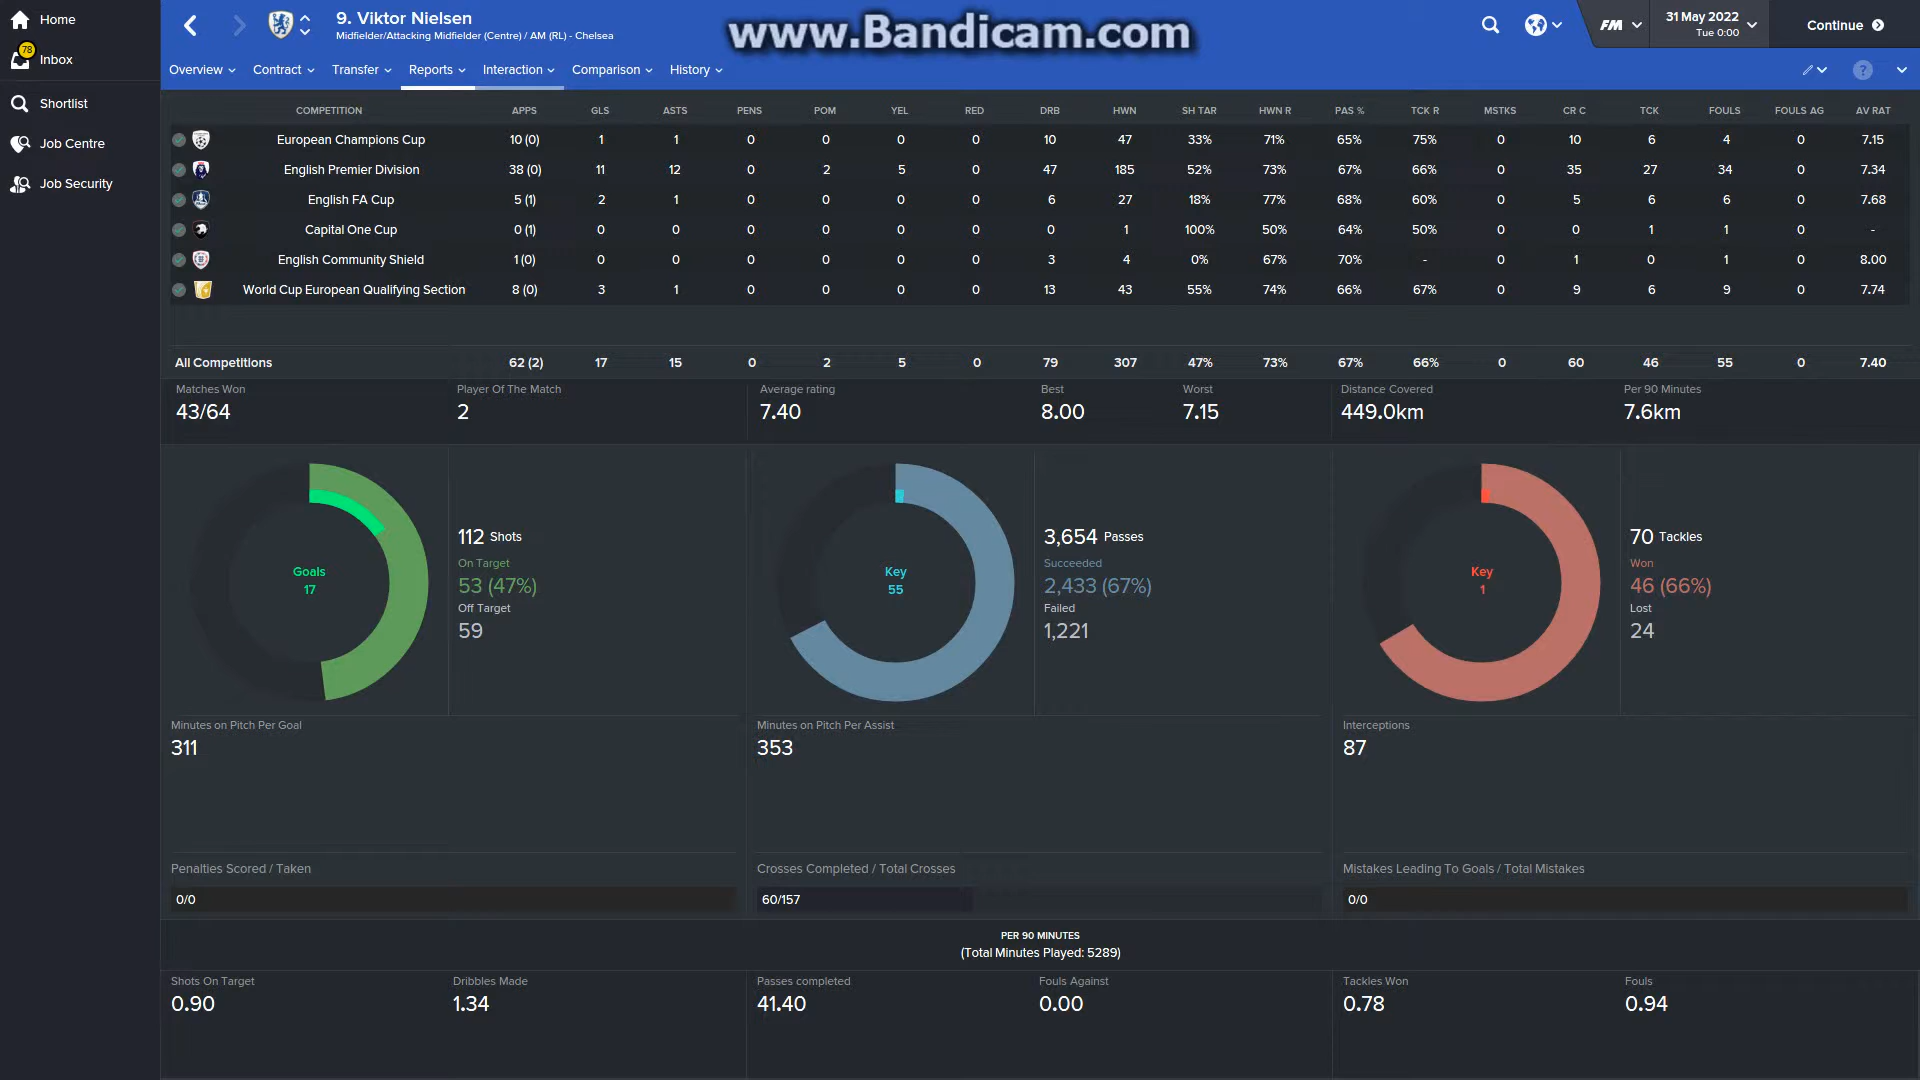 Home
9. Viktor Nielsen
Midfielder/Attacking Midfielder (Centre) / AM (RL) - Chelsea
www.Bandicam.com
FM
31 May 2022
Tue 0:00
Continue
78
Inbox
Shortlist
Job Centre
Job Security
Overview Contract Transfer Reports Interaction Comparison History
?
COMPETITION APPS GLS ASTS PENS POM YEL RED DRB HWN SH TAR HWN R PAS % TCK R MSTKS CR C TCK FOULS FOULS AG AV RAT
European Champions Cup 10 (0) 1 1 0 0 0 0 10 47 33% 71% 65% 75% 0 10 6 4 0 7.15
English Premier Division 38 (0) 11 12 0 2 5 0 47 185 52% 73% 67% 66% 0 35 27 34 0 7.34
English FA Cup 5 (1) 2 1 0 0 0 0 6 27 18% 77% 68% 60% 0 5 6 6 0 7.68
Capital One Cup 0 (1) 0 0 0 0 0 0 0 1 100% 50% 64% 50% 0 0 1 1 0 -
English Community Shield 1 (0) 0 0 0 0 0 0 3 4 0% 67% 70% - 0 1 0 1 0 8.00
World Cup European Qualifying Section 8 (0) 3 1 0 0 0 0 13 43 55% 74% 66% 67% 0 9 6 9 0 7.74
All Competitions 62 (2) 17 15 0 2 5 0 79 307 47% 73% 67% 66% 0 60 46 55 0 7.40
Matches Won Player Of The Match Average rating Best Worst Distance Covered Per 90 Minutes
43/64 2 7.40 8.00 7.15 449.0km 7.6km
Goals
17
112 Shots
On Target
53 (47%)
Off Target
59
Key
55
3,654 Passes
Succeeded
2,433 (67%)
Failed
1,221
Key
1
70 Tackles
Won
46 (66%)
Lost
24
Minutes on Pitch Per Goal
311
Minutes on Pitch Per Assist
353
Interceptions
87
Penalties Scored / Taken
0/0
Crosses Completed / Total Crosses
60/157
Mistakes Leading To Goals / Total Mistakes
0/0
PER 90 MINUTES
(Total Minutes Played: 5289)
Shots On Target Dribbles Made Passes completed Fouls Against Tackles Won Fouls
0.90 1.34 41.40 0.00 0.78 0.94